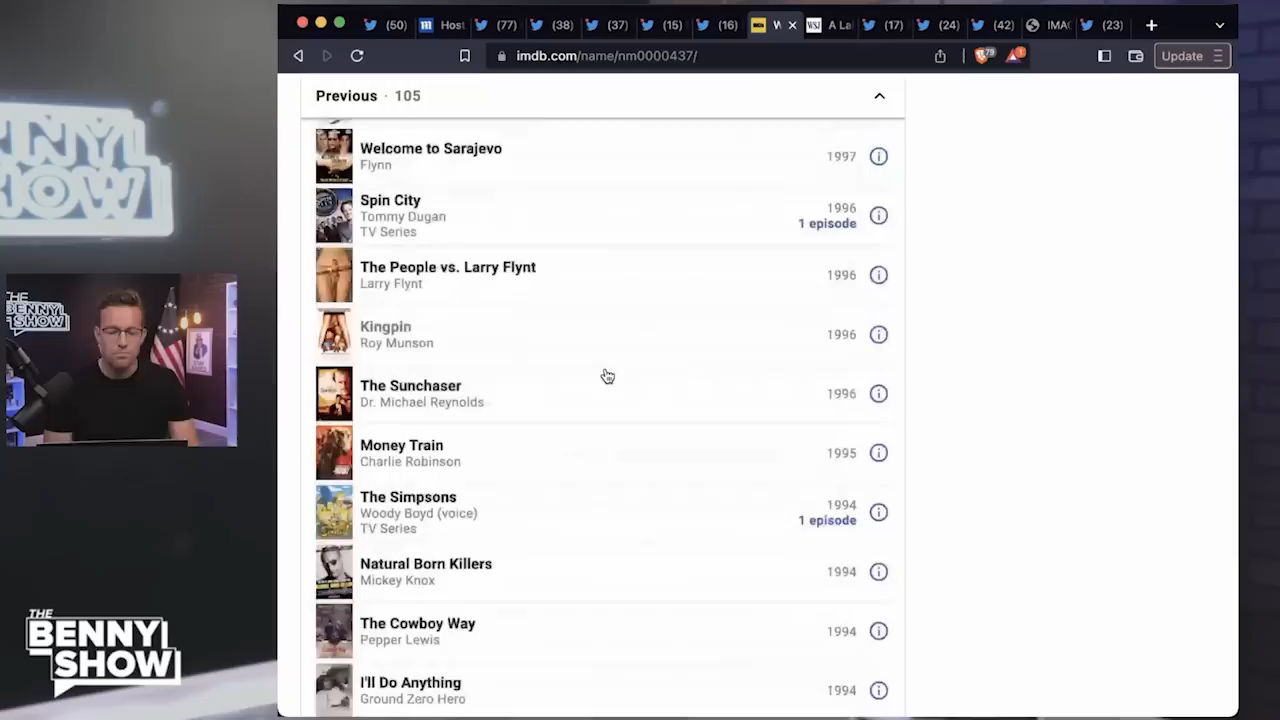 (50)
Host
(77)
(38)
(37)
(15)
(16)
WSJ
A La
(17)
(24)
(42)
IMAG
(23)
imdb.com/name/nm0000437/
79
1
Update
Previous · 105
Welcome to Sarajevo
Flynn
1997
Spin City
Tommy Dugan
TV Series
1996
1 episode
The People vs. Larry Flynt
Larry Flynt
1996
Kingpin
Roy Munson
1996
The Sunchaser
Dr. Michael Reynolds
1996
Money Train
Charlie Robinson
1995
The Simpsons
Woody Boyd (voice)
TV Series
1994
1 episode
Natural Born Killers
Mickey Knox
1994
The Cowboy Way
Pepper Lewis
1994
I'll Do Anything
Ground Zero Hero
1994
THE
BENNY
SHOW
THE
BENNY
SHOW